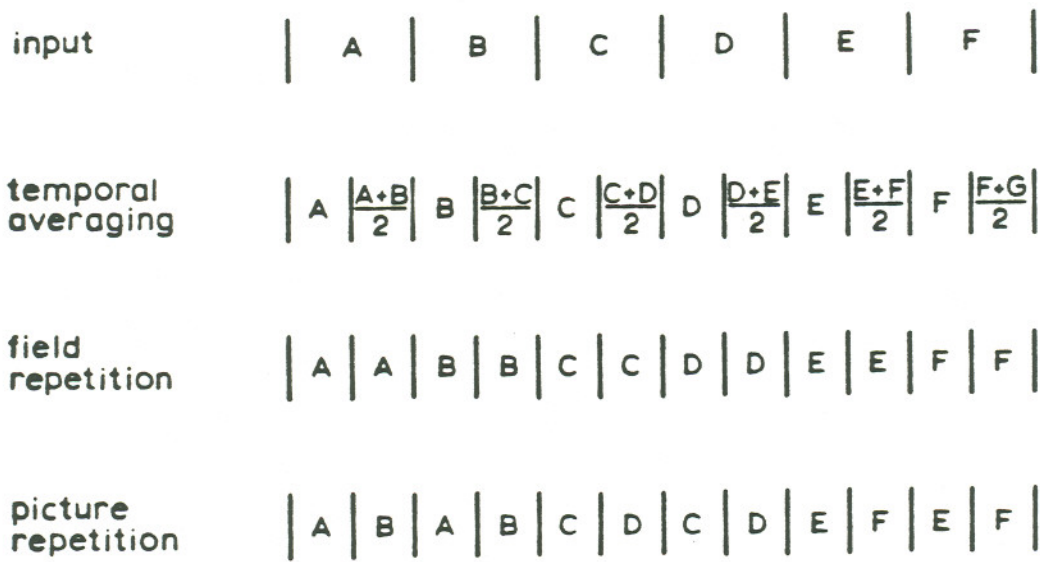 input | A | B | C | D | E | F |
temporal averaging | A | A+B/2 | B | B+C/2 | C | C+D/2 | D | D+E/2 | E | E+F/2 | F | F+G/2 |
field repetition | A | A | B | B | C | C | D | D | E | E | F | F |
picture repetition | A | B | A | B | C | D | C | D | E | F | E | F |